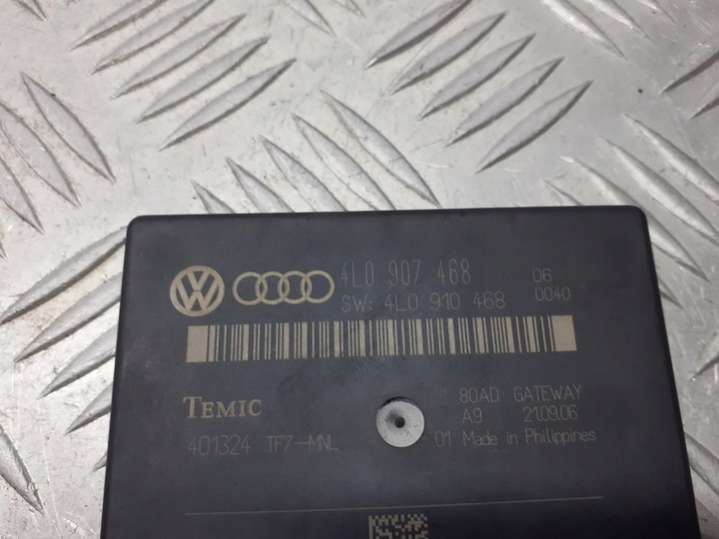 4L0 907 468 06
SW: 4L0 910 468 0040
TEMIC 80AD GATEWAY
A9 21.09.06
401324 TF7-MNL 01 Made in Philippines